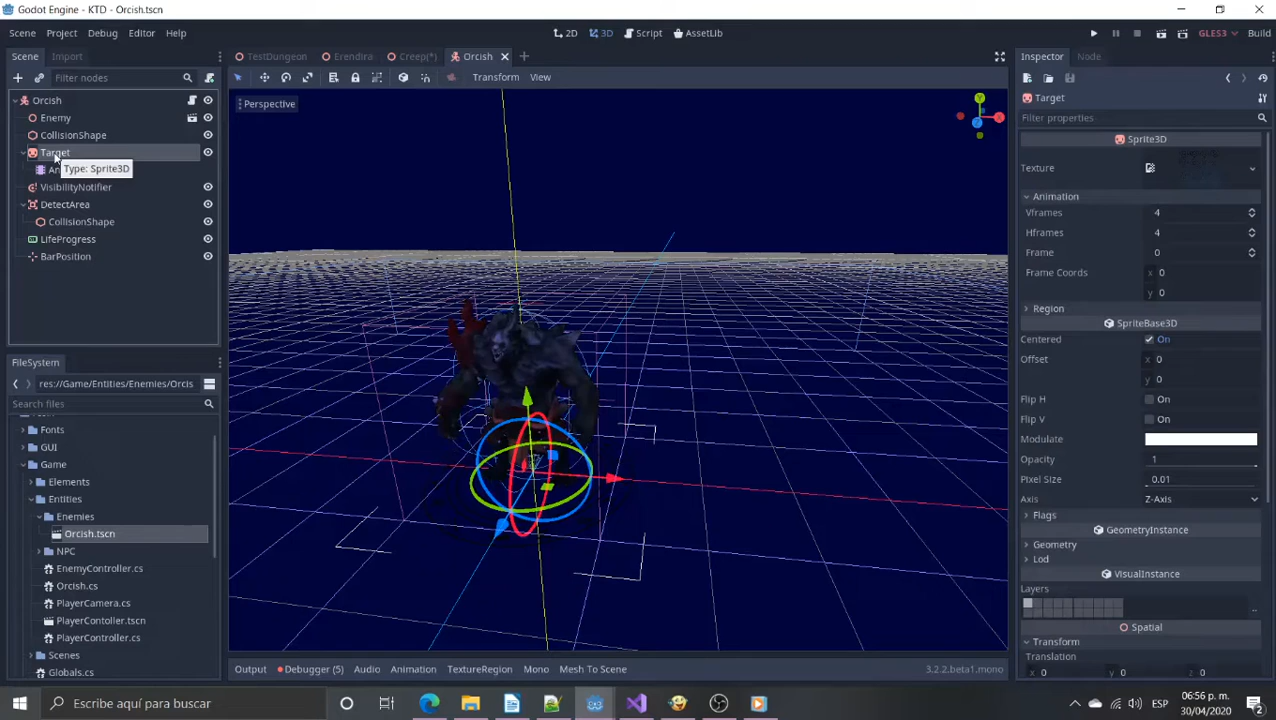 Godot Engine - KTD - Orcish.tscn
Scene Project Debug Editor Help 2D 3D Script AssetLib GLES3 Build
Scene Import TestDungeon Erendira Creep(*) Orcish Inspector Node
Filter nodes Transform View
Perspective
Y
X
Z
Orcish
Enemy
CollisionShape
Target
An
Type: Sprite3D
VisibilityNotifier
DetectArea
CollisionShape
LifeProgress
BarPosition
FileSystem
res://Game/Entities/Enemies/Orcis
Search files
Fonts
GUI
Game
Elements
Entities
Enemies
Orcish.tscn
NPC
EnemyController.cs
Orcish.cs
PlayerCamera.cs
PlayerContoller.tscn
PlayerController.cs
Scenes
Globals.cs
Output Debugger (5) Audio Animation TextureRegion Mono Mesh To Scene 3.2.2.beta1.mono
Target
Filter properties
Sprite3D
Texture
Animation
Vframes 4
Hframes 4
Frame 0
Frame Coords x 0
y 0
Region
SpriteBase3D
Centered On
Offset x 0
y 0
Flip H On
Flip V On
Modulate
Opacity 1
Pixel Size 0.01
Axis Z-Axis
Flags
GeometryInstance
Geometry
Lod
VisualInstance
Layers
..
Spatial
Transform
Translation
x 0 y 0 z 0
Escribe aquí para buscar ESP 06:56 p. m.
30/04/2020
2